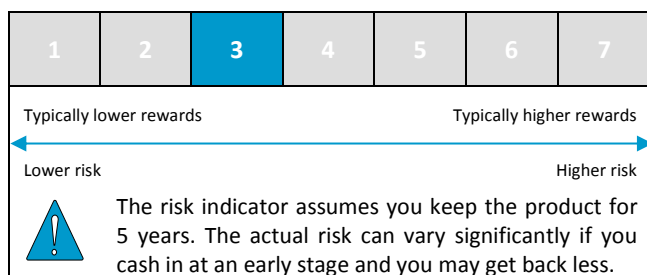 1 2 3 4 5 6 7
Typically lower rewards Typically higher rewards
Lower risk Higher risk
The risk indicator assumes you keep the product for
5 years. The actual risk can vary significantly if you
cash in at an early stage and you may get back less.